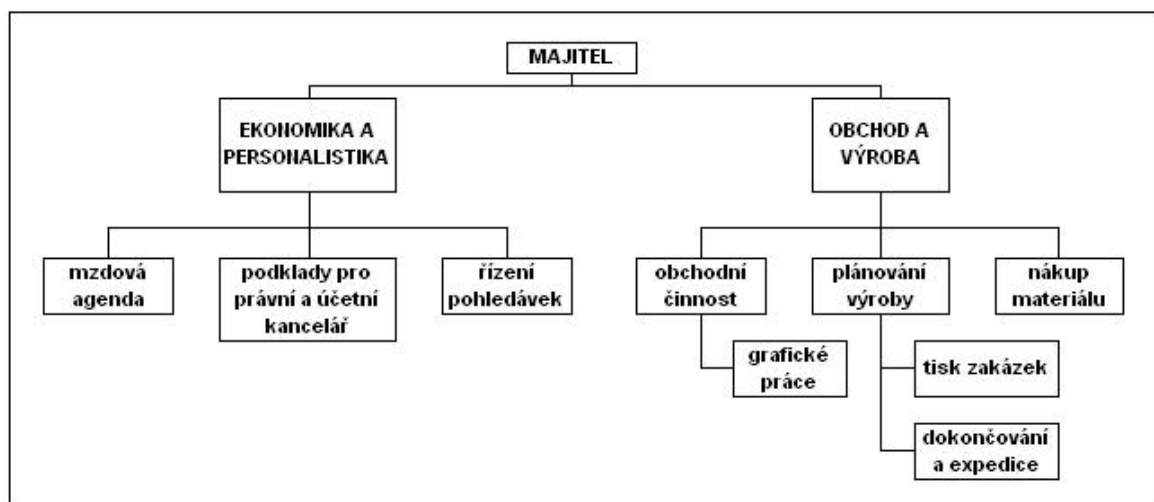 MAJITEL
EKONOMIKA A
PERSONALISTIKA
OBCHOD A
VÝROBA
mzdová
agenda
podklady pro
právní a účetní
kancelář
řízení
pohledávek
obchodní
činnost
plánování
výroby
nákup
materiálu
grafické
práce
tisk zakázek
dokončování
a expedice